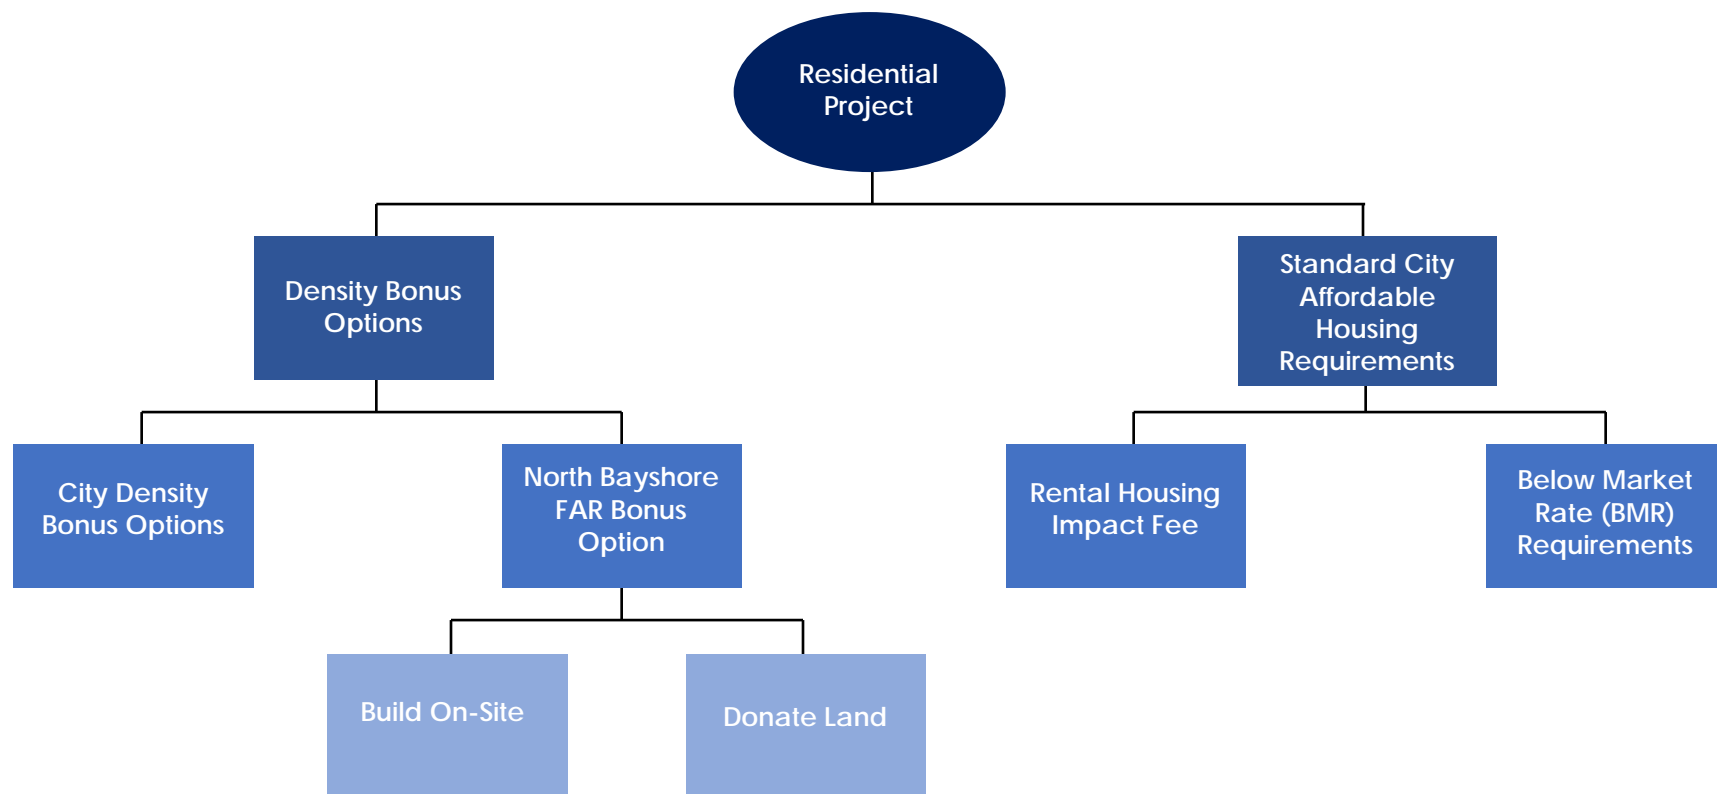 Residential
Project
Density Bonus
Options
Standard City
Affordable
Housing
Requirements
City Density
Bonus Options
North Bayshore
FAR Bonus
Option
Rental Housing
Impact Fee
Below Market
Rate (BMR)
Requirements
Build On-Site
Donate Land